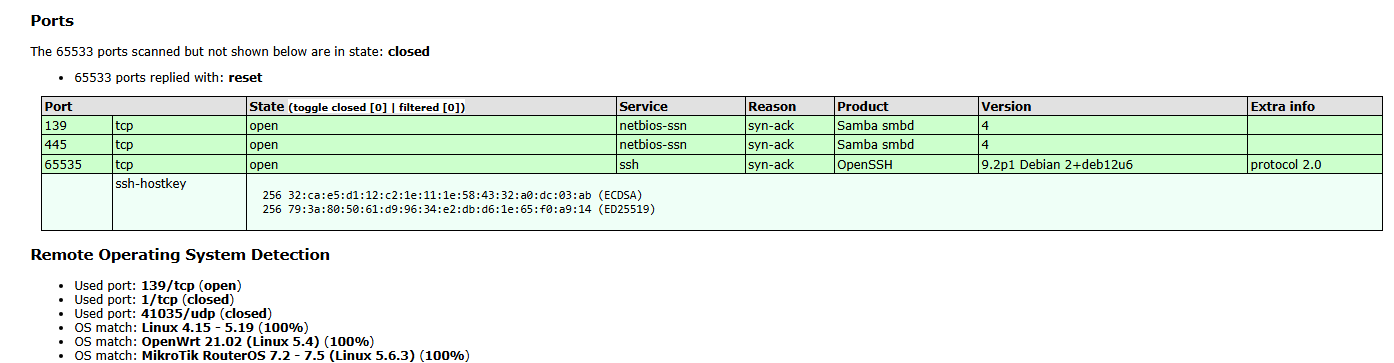 Ports
The 65533 ports scanned but not shown below are in state: closed
65533 ports replied with: reset
Port State (toggle closed [0] | filtered [0]) Service Reason Product Version Extra info
139 tcp open netbios-ssn syn-ack Samba smbd 4
445 tcp open netbios-ssn syn-ack Samba smbd 4
65535 tcp open ssh syn-ack OpenSSH 9.2p1 Debian 2+deb12u6 protocol 2.0
ssh-hostkey
256 32:ca:e5:d1:12:c2:1e:11:1e:58:43:32:a0:dc:03:ab (ECDSA)
256 79:3a:80:50:61:d9:96:34:e2:db:d6:1e:65:f0:a9:14 (ED25519)
Remote Operating System Detection
Used port: 139/tcp (open)
Used port: 1/tcp (closed)
Used port: 41035/udp (closed)
OS match: Linux 4.15 - 5.19 (100%)
OS match: OpenWrt 21.02 (Linux 5.4) (100%)
OS match: MikroTik RouterOS 7.2 - 7.5 (Linux 5.6.3) (100%)